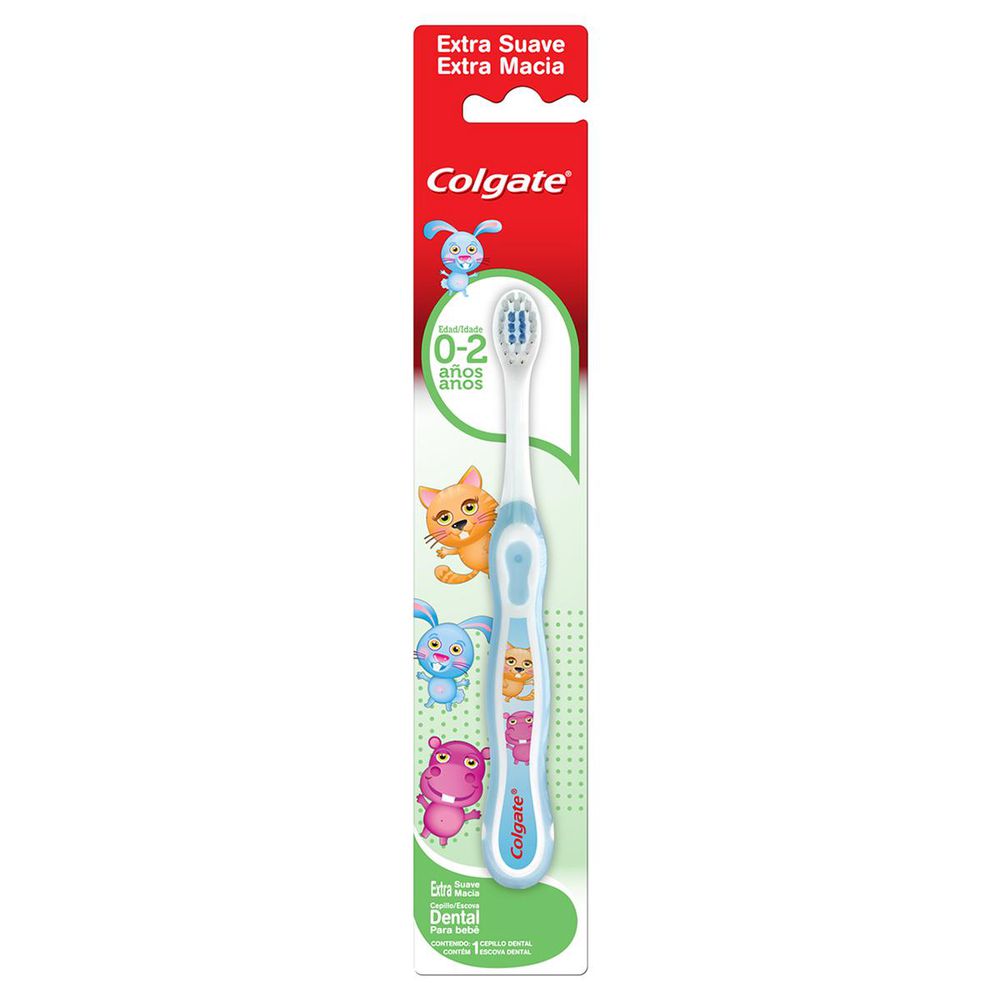 Extra Suave
Extra Macia
Colgate®
Edad/Idade
0-2
años
anos
Colgate®
Extra Suave
Macia
Cepillo/Escova
Dental
Para bebê
CONTENIDO: 1 CEPILLO DENTAL
CONTÉM ESCOVA DENTAL